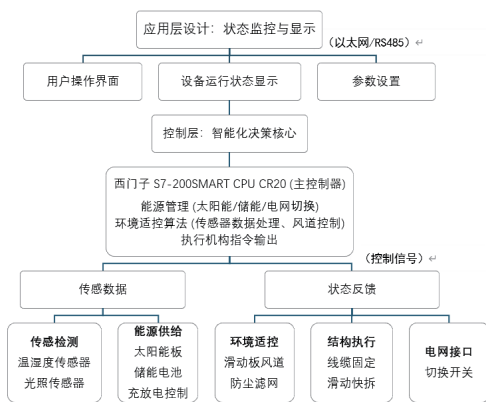 应用层设计：状态监控与显示
（以太网/RS485）
用户操作界面
设备运行状态显示
参数设置
控制层：智能化决策核心
西门子 S7-200SMART CPU CR20 (主控制器)
能源管理 (太阳能/储能/电网切换)
环境适控算法 (传感器数据处理、风道控制)
执行机构指令输出
（控制信号）
传感数据
状态反馈
传感检测
温湿度传感器
光照传感器
能源供给
太阳能板
储能电池
充放电控制
环境适控
滑动板风道
防尘滤网
结构执行
线缆固定
滑动快拆
电网接口
切换开关